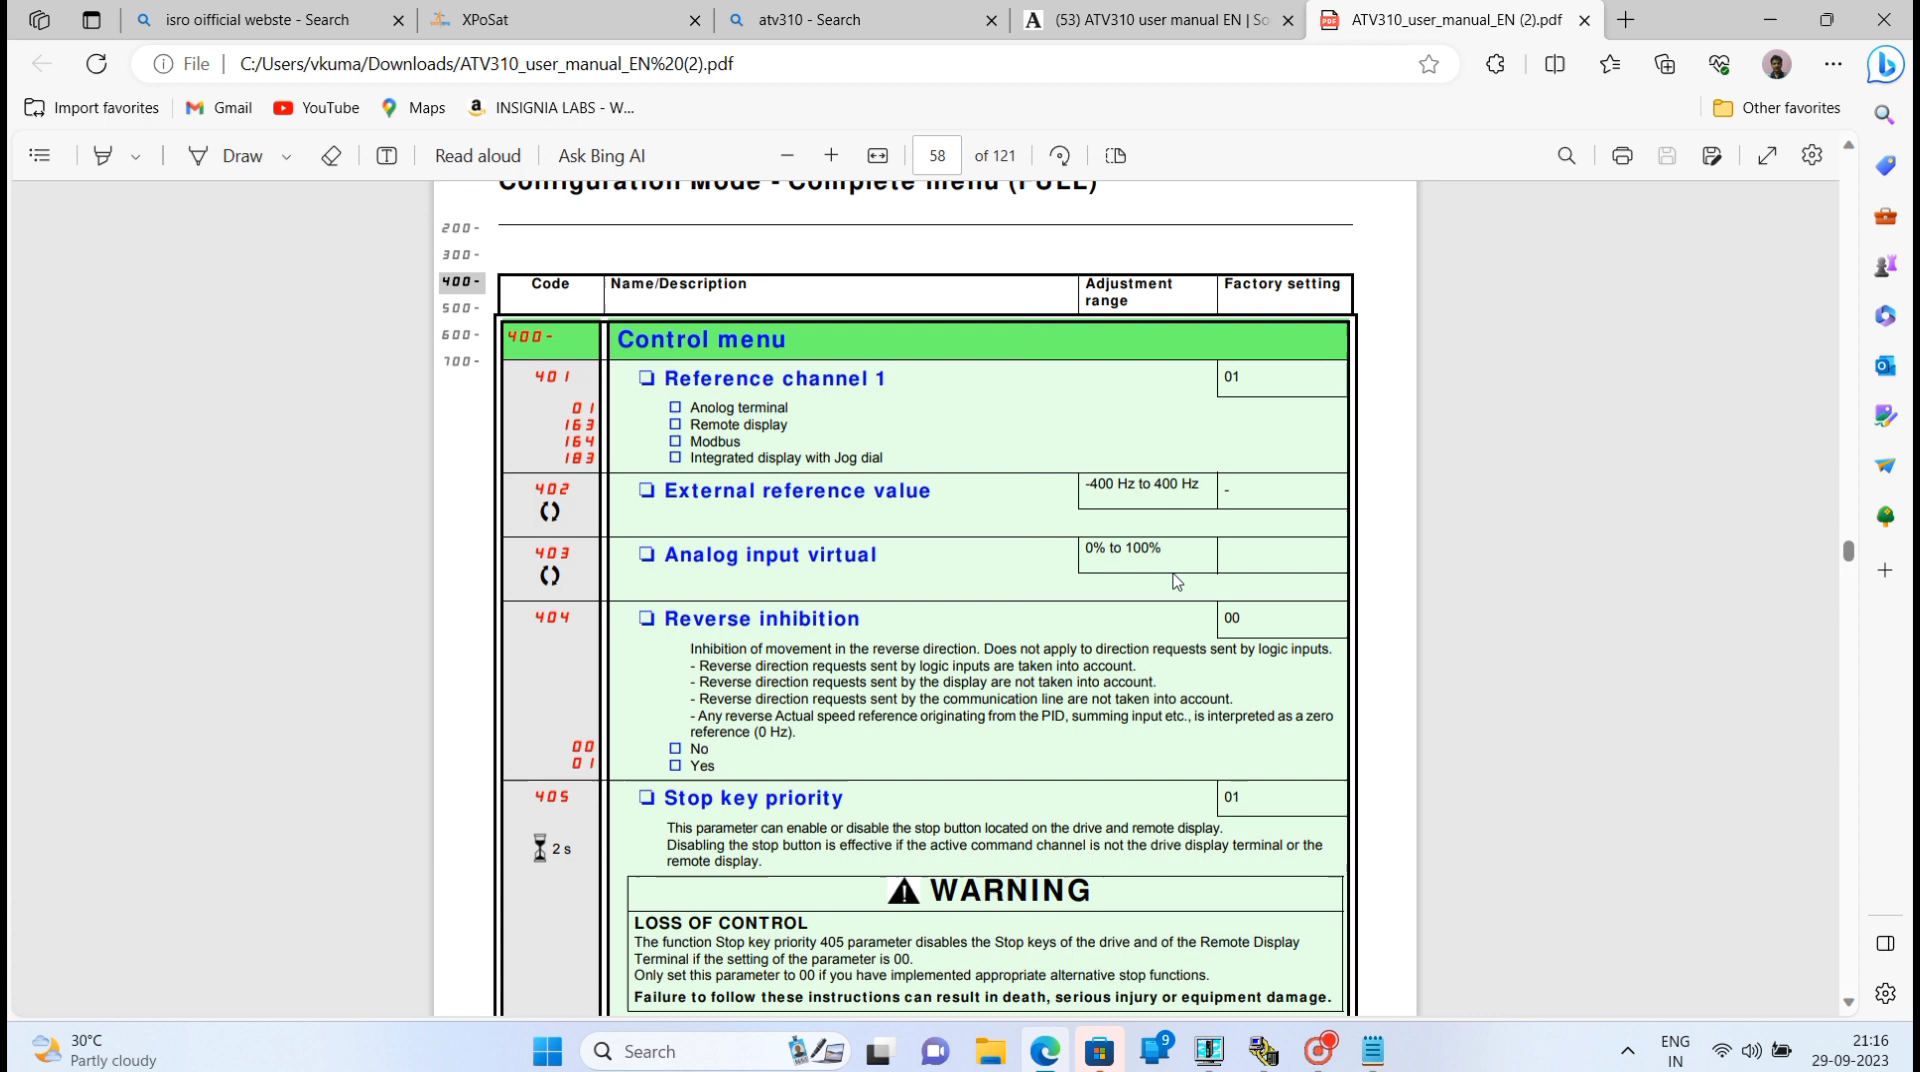 isro oiifficial webste - Search
XPoSat
atv310 - Search
(53) ATV310 user manual EN | So
ATV310_user_manual_EN (2).pdf
File
C:/Users/vkuma/Downloads/ATV310_user_manual_EN%20(2).pdf
Import favorites
Gmail
YouTube
Maps
INSIGNIA LABS - W...
Other favorites
Draw
Read aloud
Ask Bing AI
58
of 121
Configuration Mode - Complete menu (FULL)
200-
300-
400-
500-
600-
700-
Code
Name/Description
Adjustment
range
Factory setting
400-
Control menu
401
Reference channel 1
01
01
Anolog terminal
163
Remote display
164
Modbus
183
Integrated display with Jog dial
402
External reference value
-400 Hz to 400 Hz
-
403
Analog input virtual
0% to 100%
404
Reverse inhibition
00
Inhibition of movement in the reverse direction. Does not apply to direction requests sent by logic inputs.
- Reverse direction requests sent by logic inputs are taken into account.
- Reverse direction requests sent by the display are not taken into account.
- Reverse direction requests sent by the communication line are not taken into account.
- Any reverse Actual speed reference originating from the PID, summing input etc., is interpreted as a zero
reference (0 Hz).
00
No
01
Yes
405
Stop key priority
01
2 s
This parameter can enable or disable the stop button located on the drive and remote display.
Disabling the stop button is effective if the active command channel is not the drive display terminal or the
remote display.
WARNING
LOSS OF CONTROL
The function Stop key priority 405 parameter disables the Stop keys of the drive and of the Remote Display
Terminal if the setting of the parameter is 00.
Only set this parameter to 00 if you have implemented appropriate alternative stop functions.
Failure to follow these instructions can result in death, serious injury or equipment damage.
30°C
Partly cloudy
Search
9
ENG
IN
21:16
29-09-2023